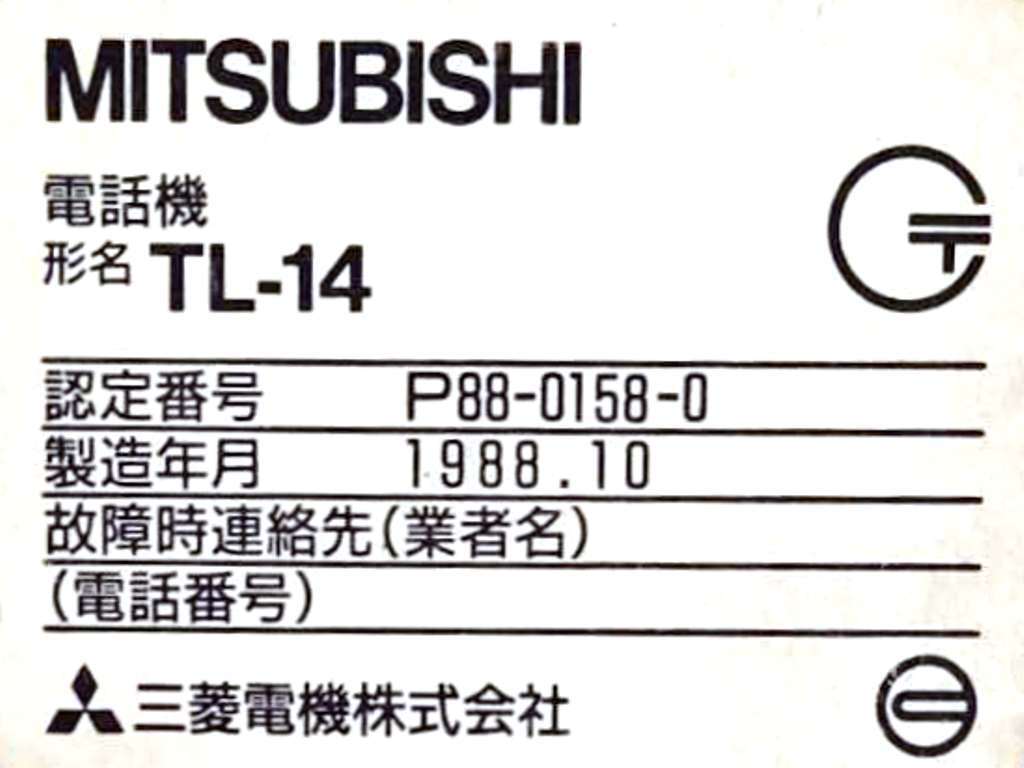 MITSUBISHI
電話機
形名 TL-14
認定番号 P88-0158-0
製造年月 1988.10
故障時連絡先(業者名)
(電話番号)
三菱電機株式会社